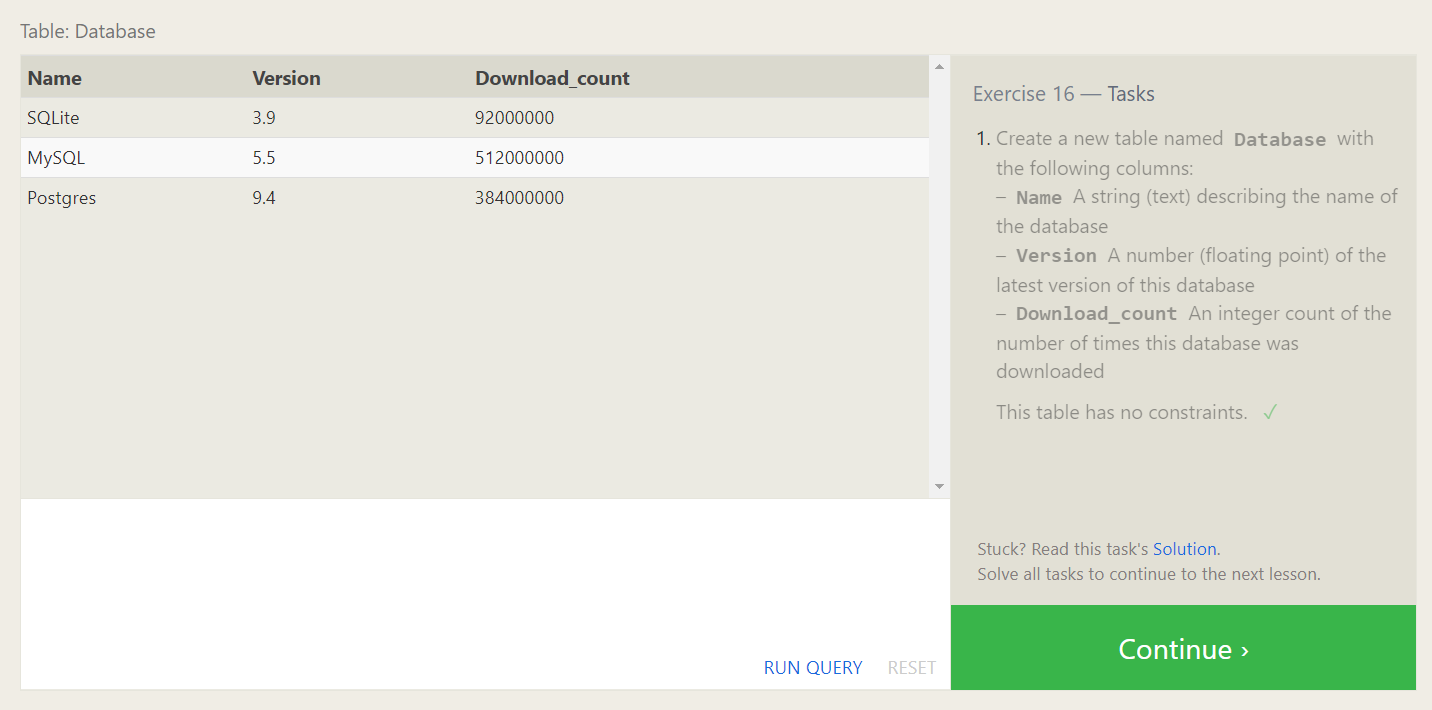 Table: Database
Name Version Download_count
SQLite 3.9 92000000
MySQL 5.5 512000000
Postgres 9.4 384000000
RUN QUERY RESET
Exercise 16 — Tasks
1. Create a new table named Database with
the following columns:
– Name A string (text) describing the name of
the database
– Version A number (floating point) of the
latest version of this database
– Download_count An integer count of the
number of times this database was
downloaded
This table has no constraints. ✓
Stuck? Read this task's Solution.
Solve all tasks to continue to the next lesson.
Continue ›